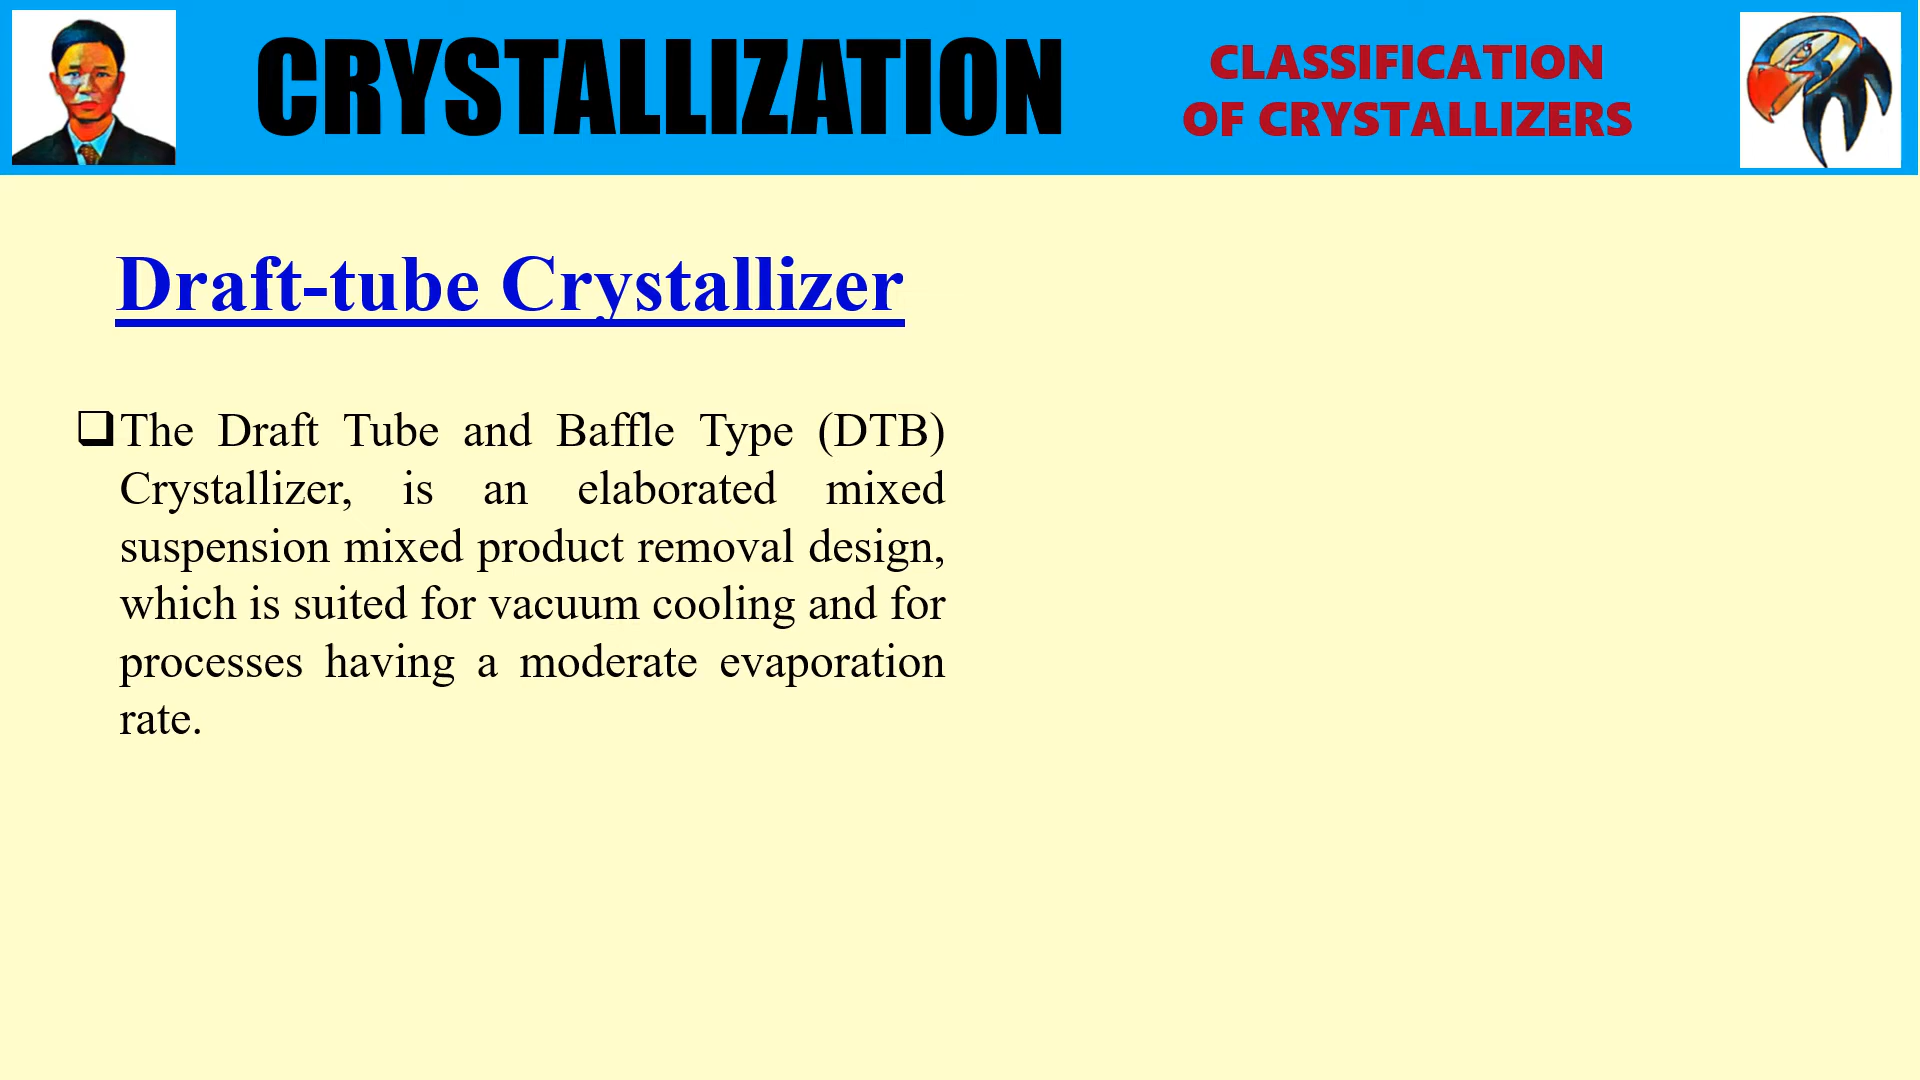 CRYSTALLIZATION
CLASSIFICATION
OF CRYSTALLIZERS
Draft-tube Crystallizer
❑The Draft Tube and Baffle Type (DTB)
Crystallizer, is an elaborated mixed
suspension mixed product removal design,
which is suited for vacuum cooling and for
processes having a moderate evaporation
rate.